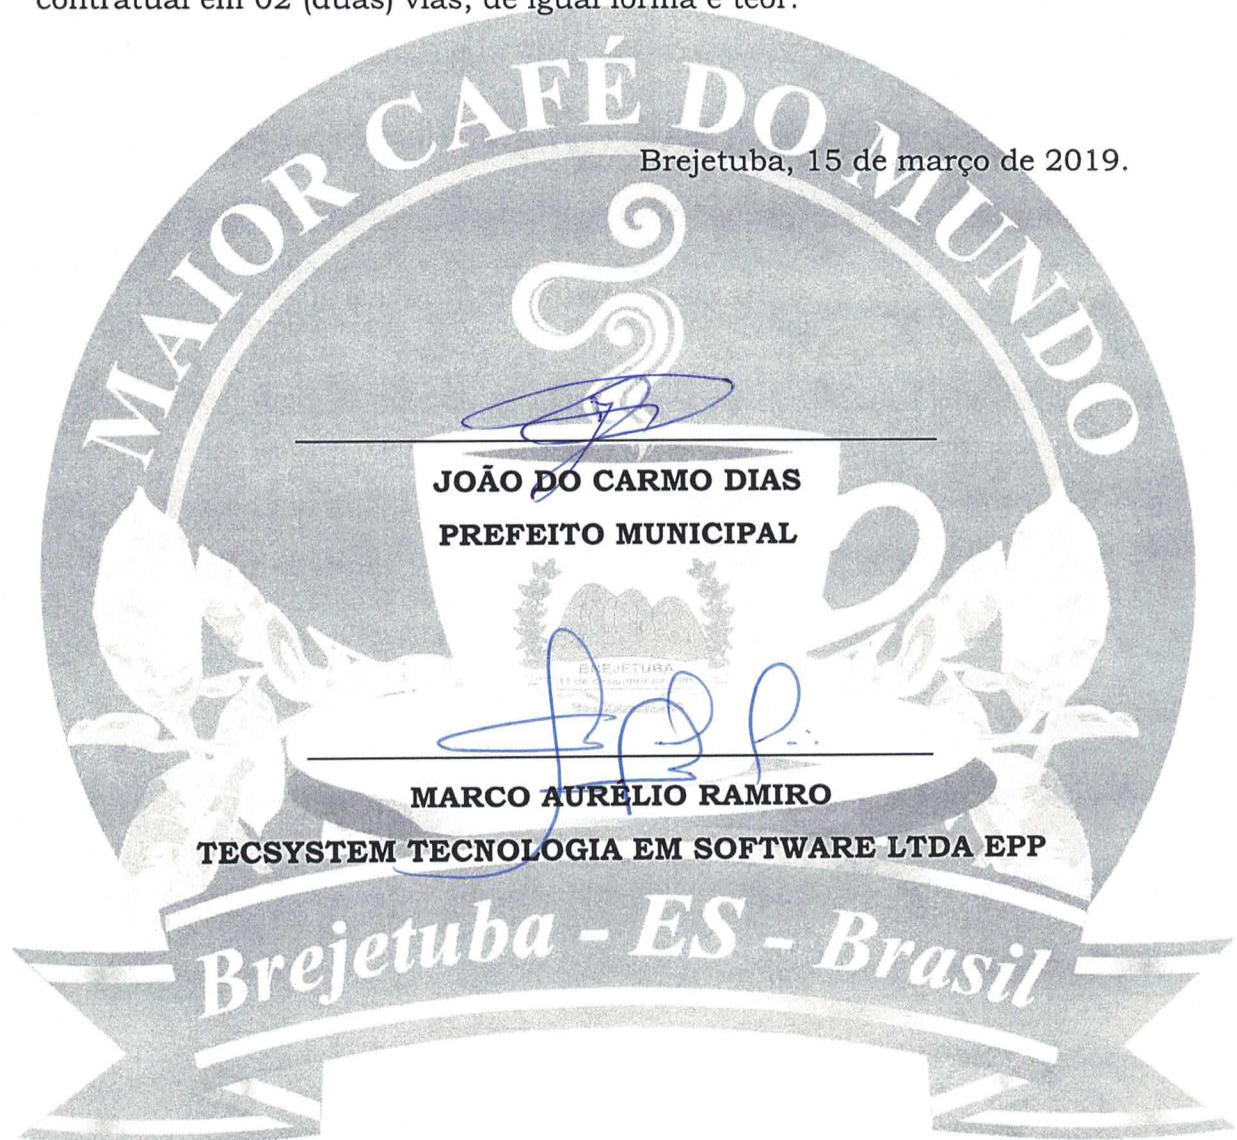 contratual em 02 (duas) vias, de igual forma e teor.
MAIOR CAFÉ DO MUNDO
Brejetuba, 15 de março de 2019.
JOÃO DO CARMO DIAS
PREFEITO MUNICIPAL
BREJETUBA
MARCO AURÉLIO RAMIRO
TECSYSTEM TECNOLOGIA EM SOFTWARE LTDA EPP
Brejetuba - ES - Brasil